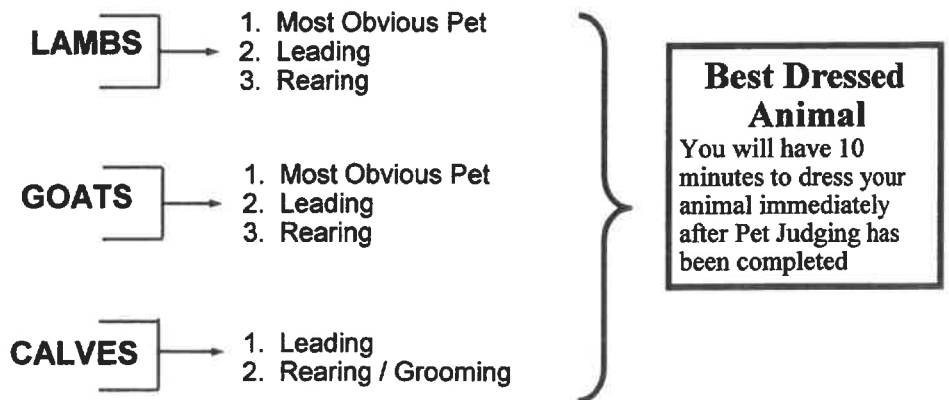 LAMBS
1. Most Obvious Pet
2. Leading
3. Rearing
GOATS
1. Most Obvious Pet
2. Leading
3. Rearing
CALVES
1. Leading
2. Rearing / Grooming
Best Dressed
Animal
You will have 10
minutes to dress your
animal immediately
after Pet Judging has
been completed